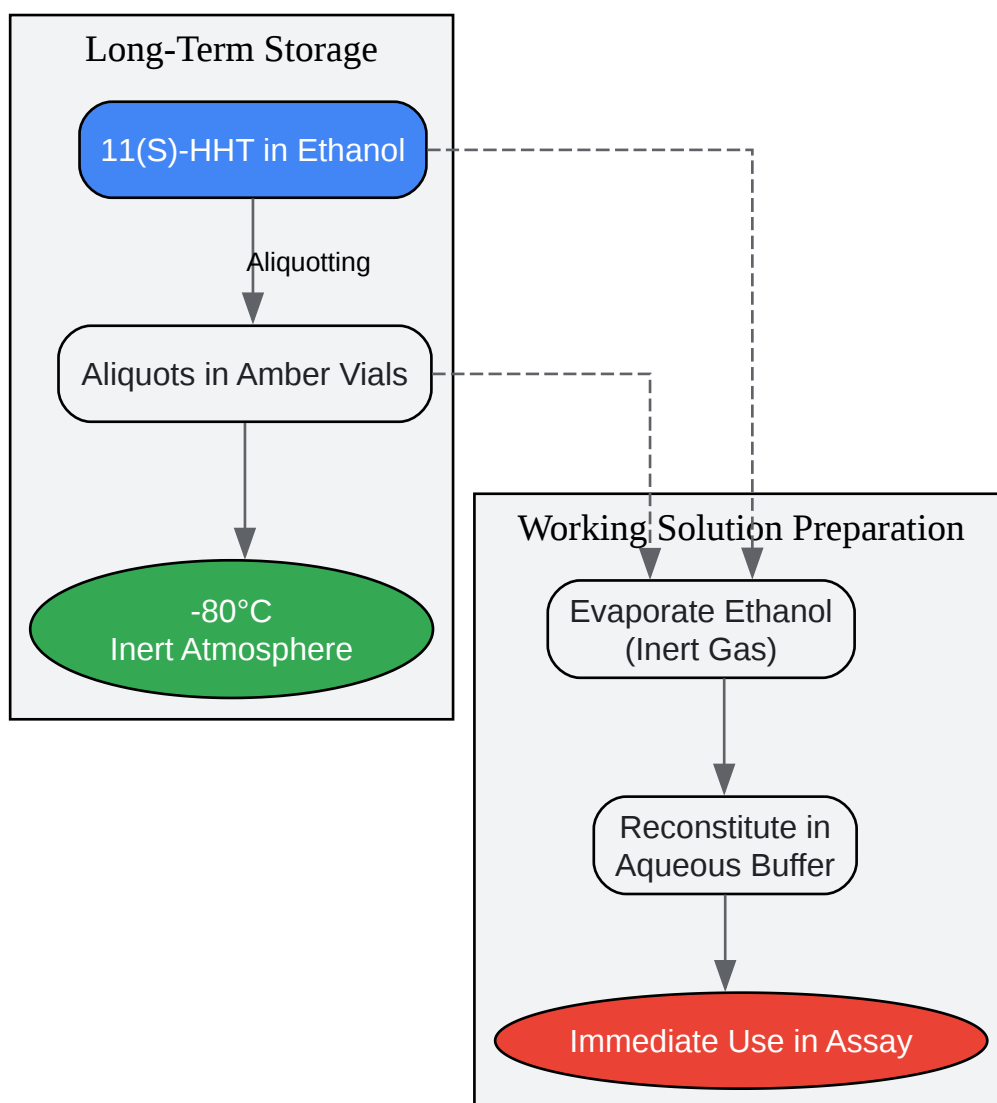 Long-Term Storage
11(S)-HHT in Ethanol
Aliquotting
Aliquots in Amber Vials
-80°C
Inert Atmosphere
Working Solution Preparation
Evaporate Ethanol
(Inert Gas)
Reconstitute in
Aqueous Buffer
Immediate Use in Assay